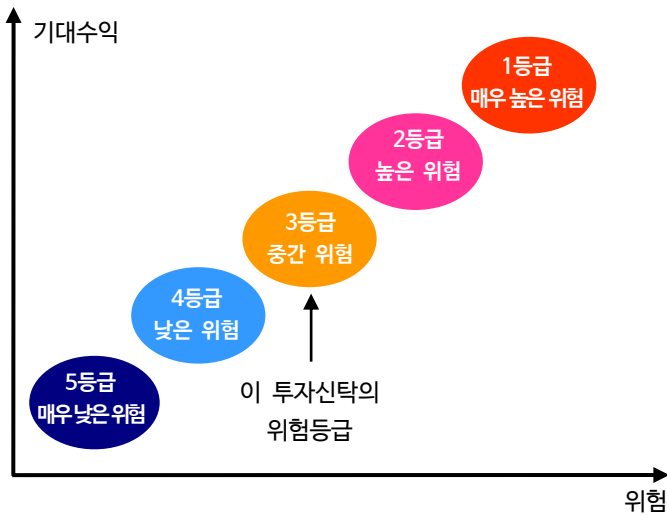 기대수익
1등급
매우 높은 위험
2등급
높은 위험
3등급
중간 위험
4등급
낮은 위험
5등급
매우 낮은 위험
이 투자신탁의
위험등급
위험